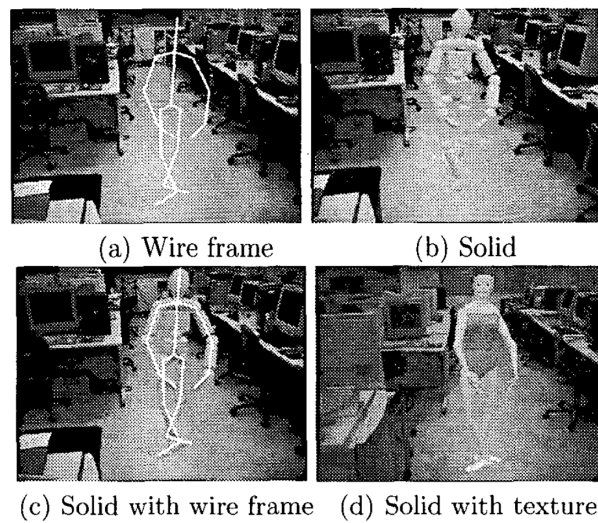 (a) Wire frame
(b) Solid
(c) Solid with wire frame
(d) Solid with texture